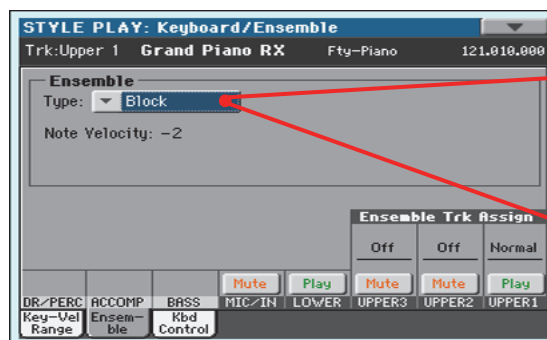 STYLE PLAY: Keyboard/Ensemble
Trk:Upper 1 Grand Piano RX Fty-Piano 121.010.000
Ensemble
Type: Block
Note Velocity: -2
Ensemble Trk Assign
Off Off Normal
Mute Play Mute Mute Play
DR/PERC ACCOMP BASS MIC/IN LOWER UPPER3 UPPER2 UPPER1
Key-Vel Range Ensem-ble Kbd Control